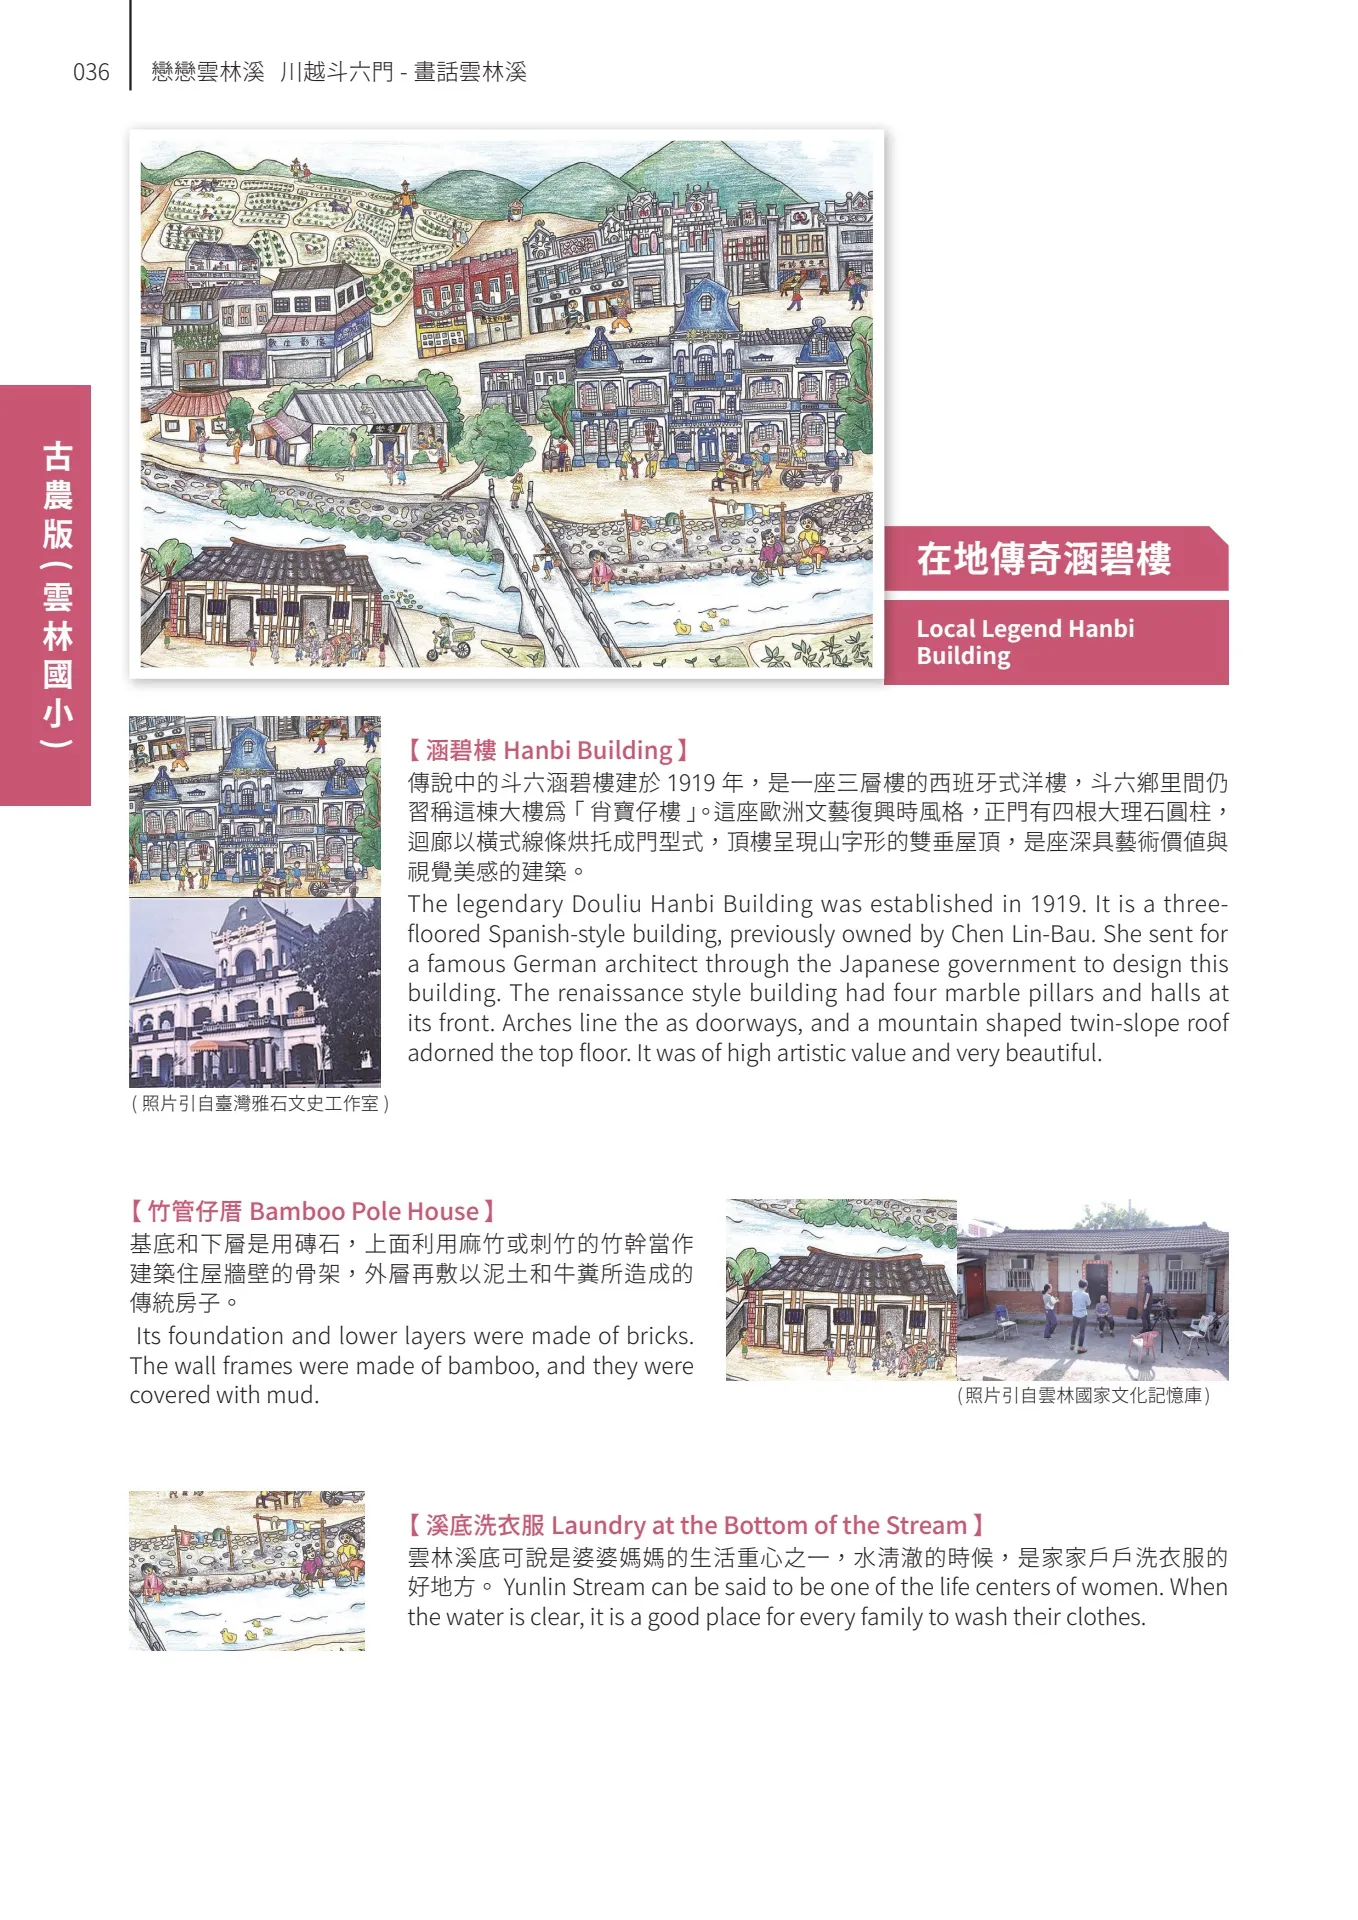 036
戀戀雲林溪 川越斗六門 - 畫話雲林溪
古農版(雲林國小)
在地傳奇涵碧樓
Local Legend Hanbi
Building
【 涵碧樓 Hanbi Building】
傳說中的斗六涵碧樓建於 1919 年，是一座三層樓的西班牙式洋樓，斗六鄉里間仍
習稱這棟大樓爲「 肖寶仔樓 」。這座歐洲文藝復興時風格，正門有四根大理石圓柱，
迴廊以橫式線條烘托成門型式，頂樓呈現山字形的雙垂屋頂，是座深具藝術價値與
視覺美感的建築。
The legendary Douliu Hanbi Building was established in 1919. It is a three-
floored Spanish-style building, previously owned by Chen Lin-Bau. She sent for
a famous German architect through the Japanese government to design this
building. The renaissance style building had four marble pillars and halls at
its front. Arches line the as doorways, and a mountain shaped twin-slope roof
adorned the top floor. It was of high artistic value and very beautiful.
( 照片引自臺灣雅石文史工作室 )
【 竹管仔厝 Bamboo Pole House】
基底和下層是用磚石，上面利用麻竹或刺竹的竹幹當作
建築住屋牆壁的骨架，外層再敷以泥土和牛糞所造成的
傳統房子。
Its foundation and lower layers were made of bricks.
The wall frames were made of bamboo, and they were
covered with mud.
(照片引自雲林國家文化記憶庫)
【 溪底洗衣服 Laundry at the Bottom of the Stream】
雲林溪底可說是婆婆媽媽的生活重心之一，水淸澈的時候，是家家戶戶洗衣服的
好地方。 Yunlin Stream can be said to be one of the life centers of women. When
the water is clear, it is a good place for every family to wash their clothes.